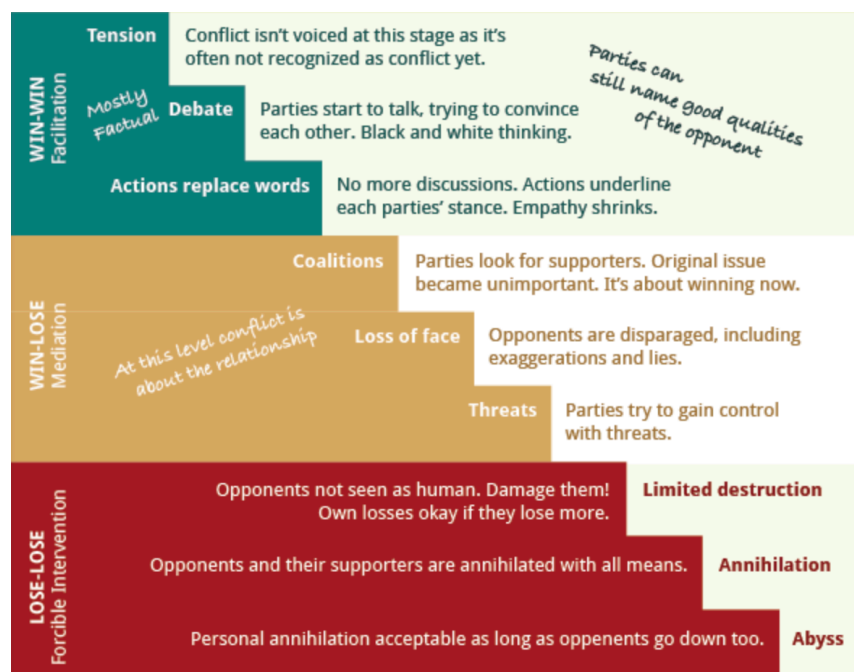 WIN-WIN
Facilitation
Tension
Conflict isn't voiced at this stage as it's
often not recognized as conflict yet.
Parties can
still name good qualities
of the opponent
Mostly
Factual
Debate
Parties start to talk, trying to convince
each other. Black and white thinking.
Actions replace words
No more discussions. Actions underline
each parties' stance. Empathy shrinks.
WIN-LOSE
Mediation
Coalitions
Parties look for supporters. Original issue
became unimportant. It's about winning now.
At this level conflict is
about the relationship
Loss of face
Opponents are disparaged, including
exaggerations and lies.
Threats
Parties try to gain control
with threats.
LOSE-LOSE
Forcible Intervention
Opponents not seen as human. Damage them!
Own losses okay if they lose more.
Limited destruction
Opponents and their supporters are annihilated with all means.
Annihilation
Personal annihilation acceptable as long as oppenents go down too.
Abyss